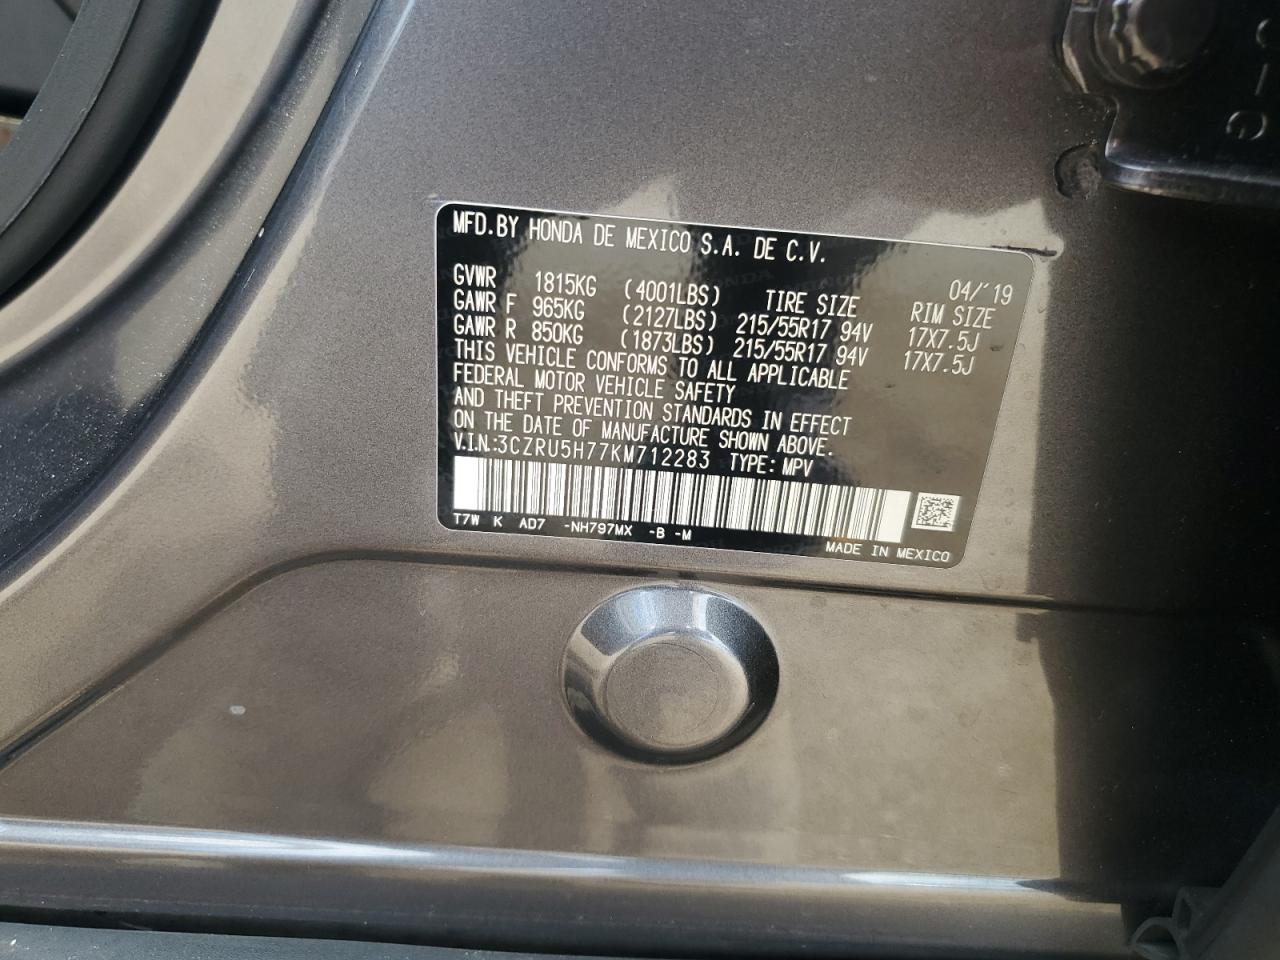 MFD.BY HONDA DE MEXICO S.A. DE C.V.
04/'19
GVWR 1815KG (4001LBS) TIRE SIZE RIM SIZE
GAWR F 965KG (2127LBS) 215/55R17 94V 17X7.5J
GAWR R 850KG (1873LBS) 215/55R17 94V 17X7.5J
THIS VEHICLE CONFORMS TO ALL APPLICABLE
FEDERAL MOTOR VEHICLE SAFETY
AND THEFT PREVENTION STANDARDS IN EFFECT
ON THE DATE OF MANUFACTURE SHOWN ABOVE.
V.I.N.:3CZRU5H77KM712283 TYPE: MPV
T7W K AD7 -NH797MX -B -M
MADE IN MEXICO